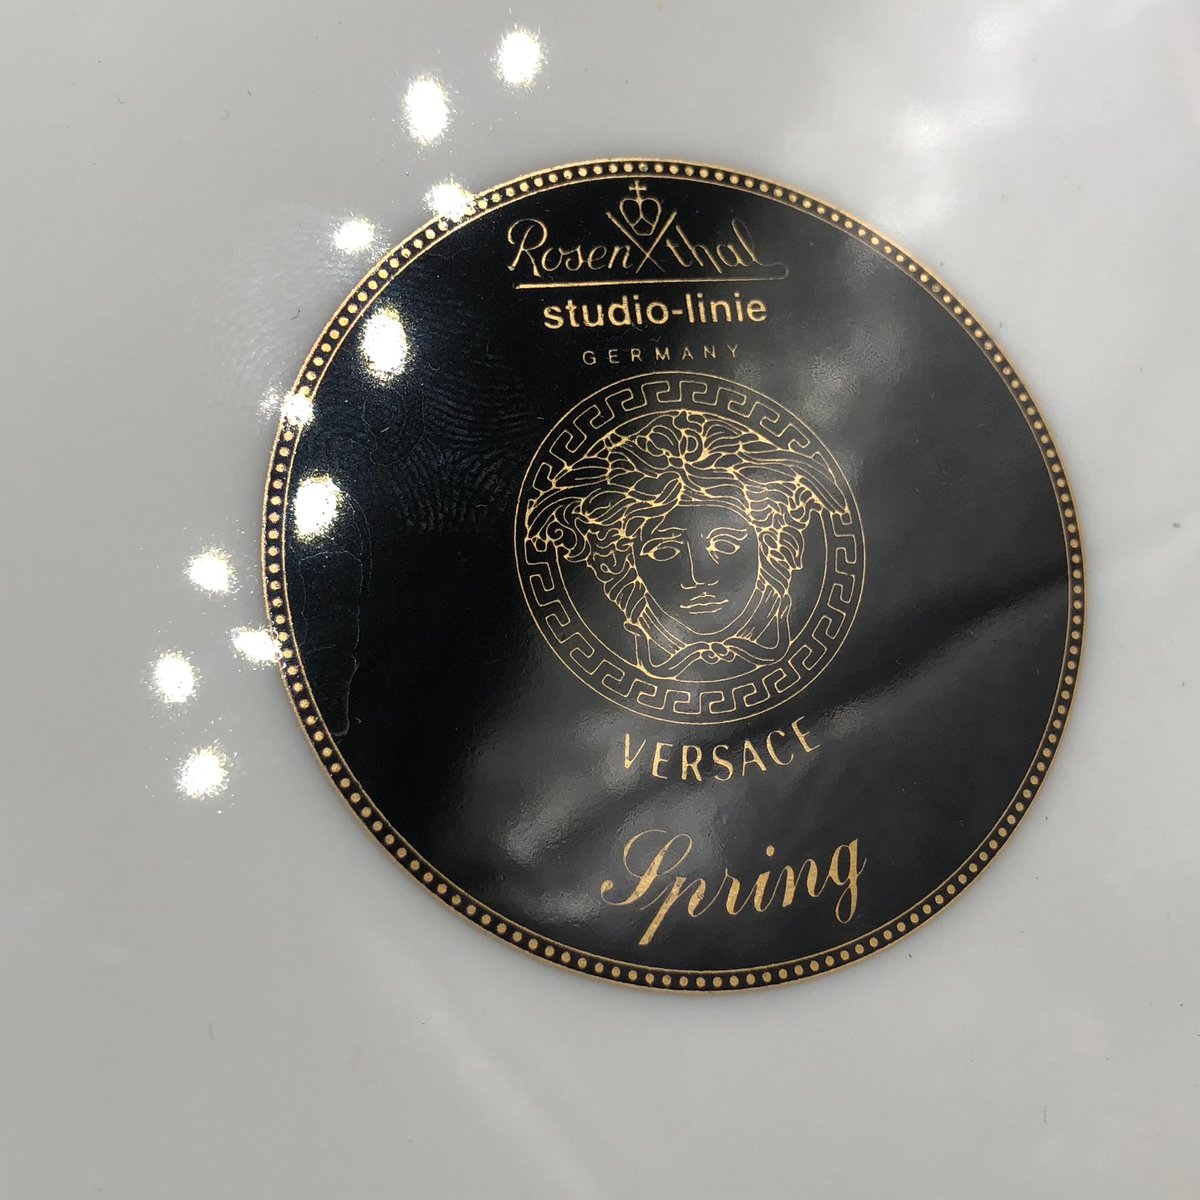 Rosenthal
studio-linie
GERMANY
VERSACE
Spring